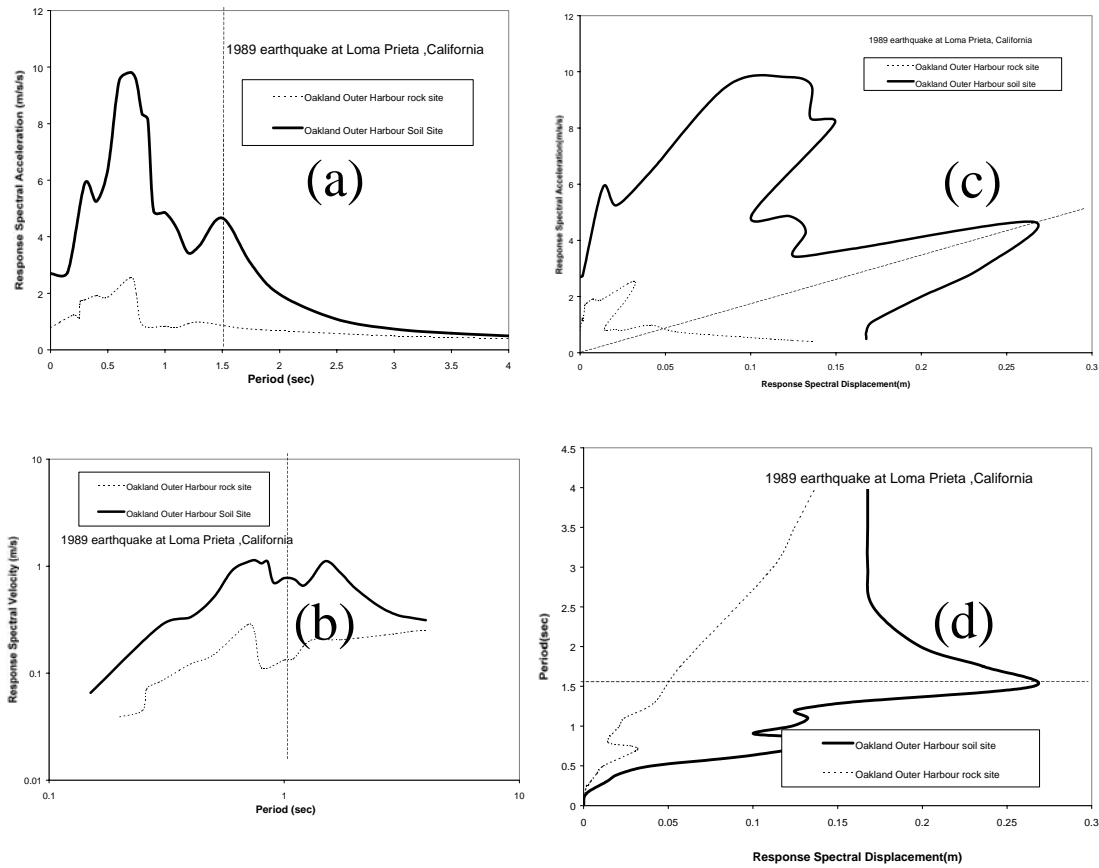 12
10
8
6
4
2
0
Response Spectral Acceleration (m/s/s)
1989 earthquake at Loma Prieta ,California
Oakland Outer Harbour rock site
Oakland Outer Harbour Soil Site
(a)
0 0.5 1 1.5 2 2.5 3 3.5 4
Period (sec)
12
10
8
6
4
2
0
Response Spectral Acceleration(m/s/s)
1989 earthquake at Loma Prieta, California
Oakland Outer Harbour rock site
Oakland Outer Harbour soil site
(c)
0 0.05 0.1 0.15 0.2 0.25 0.3
Response Spectral Displacement(m)
10
1
0.1
0.01
Response Spectral Velocity (m/s)
Oakland Outer Harbour rock site
Oakland Outer Harbour Soil Site
1989 earthquake at Loma Prieta ,California
(b)
0.1 1 10
Period (sec)
4.5
4
3.5
3
2.5
2
1.5
1
0.5
0
Period(sec)
1989 earthquake at Loma Prieta ,California
(d)
Oakland Outer Harbour soil site
Oakland Outer Harbour rock site
0 0.05 0.1 0.15 0.2 0.25 0.3
Response Spectral Displacement(m)